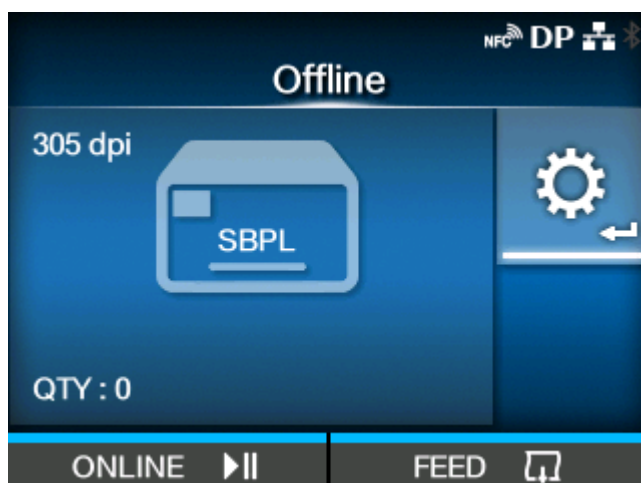 NFC DP
Offline
305 dpi
SBPL
QTY : 0
ONLINE
FEED